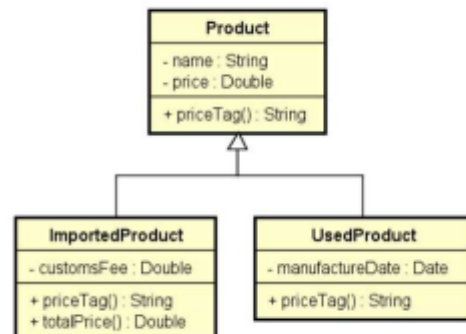 Product
- name : String
- price : Double
+ priceTag() : String
ImportedProduct
- customsFee : Double
+ priceTag() : String
+ totalPrice() : Double
UsedProduct
- manufactureDate : Date
+ priceTag() : String